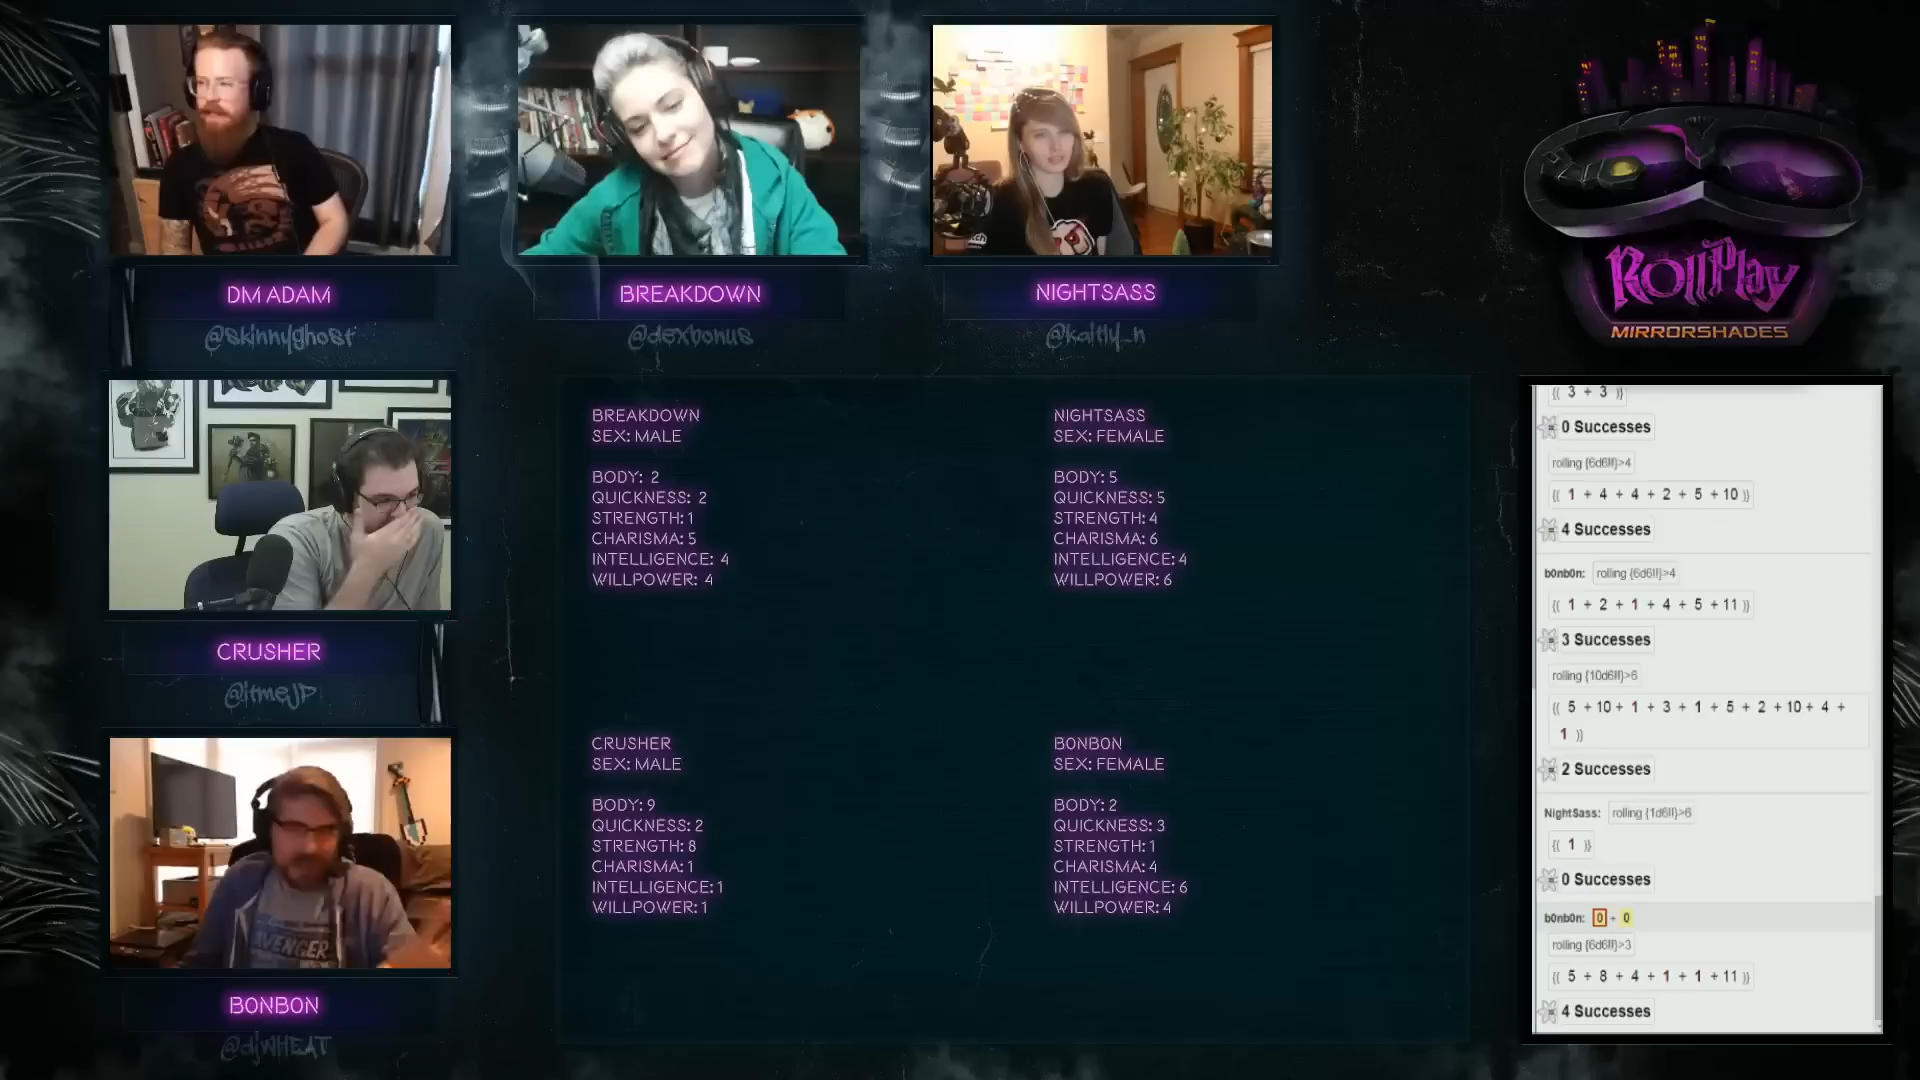 DM ADAM
@skinnyghost
BREAKDOWN
@dexbonus
NIGHTSASS
@kaitly_n
ROllPlay
MIRRORSHADES
CRUSHER
@itmeJP
AVENGER
BONBON
@djWHEAT
BREAKDOWN
SEX: MALE
BODY: 2
QUICKNESS: 2
STRENGTH: 1
CHARISMA: 5
INTELLIGENCE: 4
WILLPOWER: 4
NIGHTSASS
SEX: FEMALE
BODY: 5
QUICKNESS: 5
STRENGTH: 4
CHARISMA: 6
INTELLIGENCE: 4
WILLPOWER: 6
CRUSHER
SEX: MALE
BODY: 9
QUICKNESS: 2
STRENGTH: 8
CHARISMA: 1
INTELLIGENCE: 1
WILLPOWER: 1
BONBON
SEX: FEMALE
BODY: 2
QUICKNESS: 3
STRENGTH: 1
CHARISMA: 4
INTELLIGENCE: 6
WILLPOWER: 4
{( 3 + 3 )}
= 0 Successes
rolling {6d6!!}>4
{( 1 + 4 + 4 + 2 + 5 + 10 )}
= 4 Successes
b0nb0n: rolling {6d6!!}>4
{( 1 + 2 + 1 + 4 + 5 + 11 )}
= 3 Successes
rolling {10d6!!}>6
{( 5 + 10 + 1 + 3 + 1 + 5 + 2 + 10 + 4 +
1 )}
= 2 Successes
NightSass: rolling {1d6!!}>6
{( 1 )}
= 0 Successes
b0nb0n: 0 + 0
rolling {6d6!!}>3
{( 5 + 8 + 4 + 1 + 1 + 11 )}
= 4 Successes